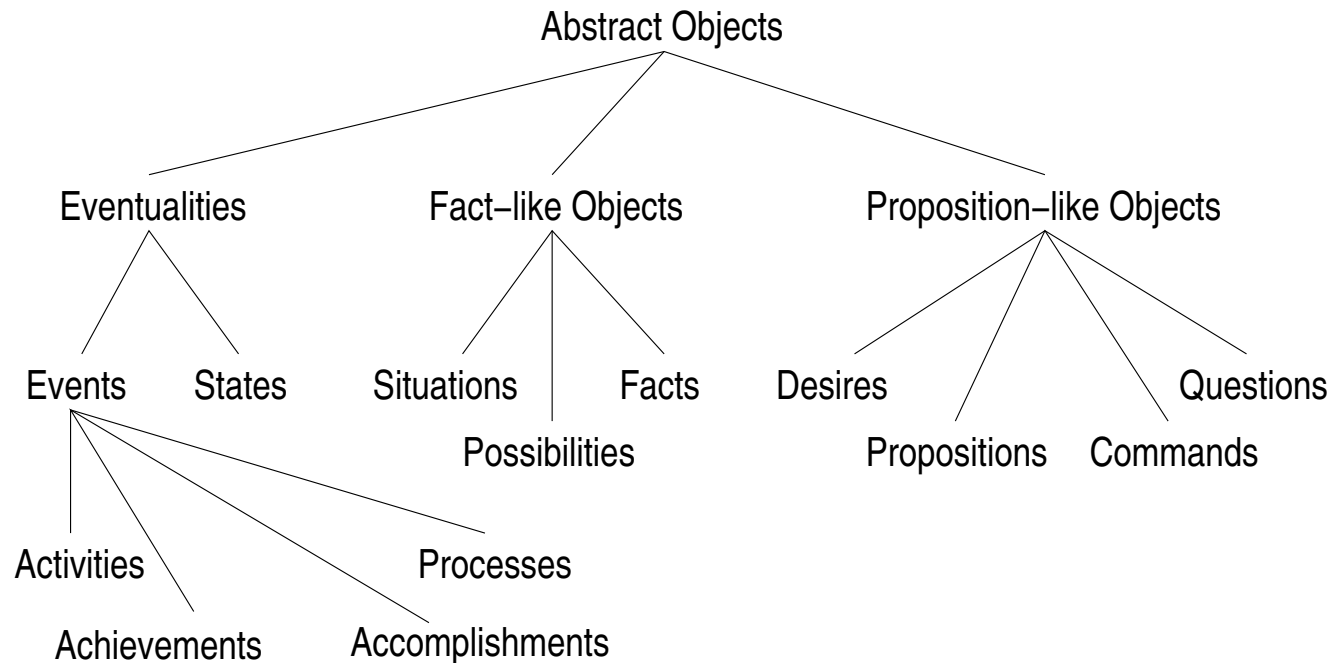 Abstract Objects
Eventualities Fact–like Objects Proposition–like Objects
Events States Situations Facts Desires Questions
Possibilities Propositions Commands
Activities Processes
Achievements Accomplishments